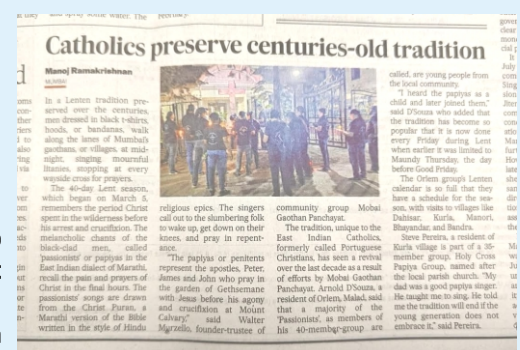 Catholics preserve centuries-old tradition
Manoj Ramakrishnan
In a Lenten tradition pre-
served over the centuries,
men dressed in black t-shirts,
hoods, or bandanas, walk
along the lanes of Mumbai's
gaothans, or villages, at mid-
night, singing mournful
litanies, stopping at every
wayside cross for prayers.
The 40-day Lent season,
which began on March 5,
remembers the period Christ
spent in the wilderness before
his arrest and crucifixion. The
melancholic chants of the
black-clad men, called
'passionists' or papiyas in the
East Indian dialect of Marathi,
recall the pain and prayers of
Christ in the final hours. The
passionists' songs are drawn
from the Christ Puran, a
Marathi version of the Bible
written in the style of Hindu
religious epics. The singers
call out to the slumbering folk
to wake up, get down on their
knees, and pray in repent-
ance.
"The papiyas or penitents
represent the apostles, Peter,
James and John who pray in
the garden of Gethsemane
with Jesus before his agony
and crucifixion at Mount
Calvary," said Walter
Murzello, founder-trustee of
community group Mobai
Gaothan Panchayat.
The tradition, unique to the
East Indian Catholics,
formerly called Portuguese
Christians, has seen a revival
over the last decade as a result
of efforts by Mobai Gaothan
Panchayat. Arnold D'Souza, a
resident of Orlem, Malad, said
that a majority of the
'Passionists', as members of
his 40-member-group are
called, are young people from
the local community.
"I heard the papiyas as a
child and later joined them,"
said D'Souza who added that
the tradition has become so
popular that it is now done
every Friday during Lent
when earlier it was limited to
Maundy Thursday, the day
before Good Friday.
The Orlem group's Lenten
calendar is so full that they
have a schedule for the sea-
son, with visits to villages like
Dahisar, Kurla, Manori,
Bhayandar, and Bandra.
Steve Pereira, a resident of
Kurla village is part of a 35-
member group, Holy Cross
Papiya Group, named after
the local parish church. "My
dad was a good papiya singer.
He taught me to sing. He told
me the tradition will end if the
young generation does not
embrace it," said Pereira.